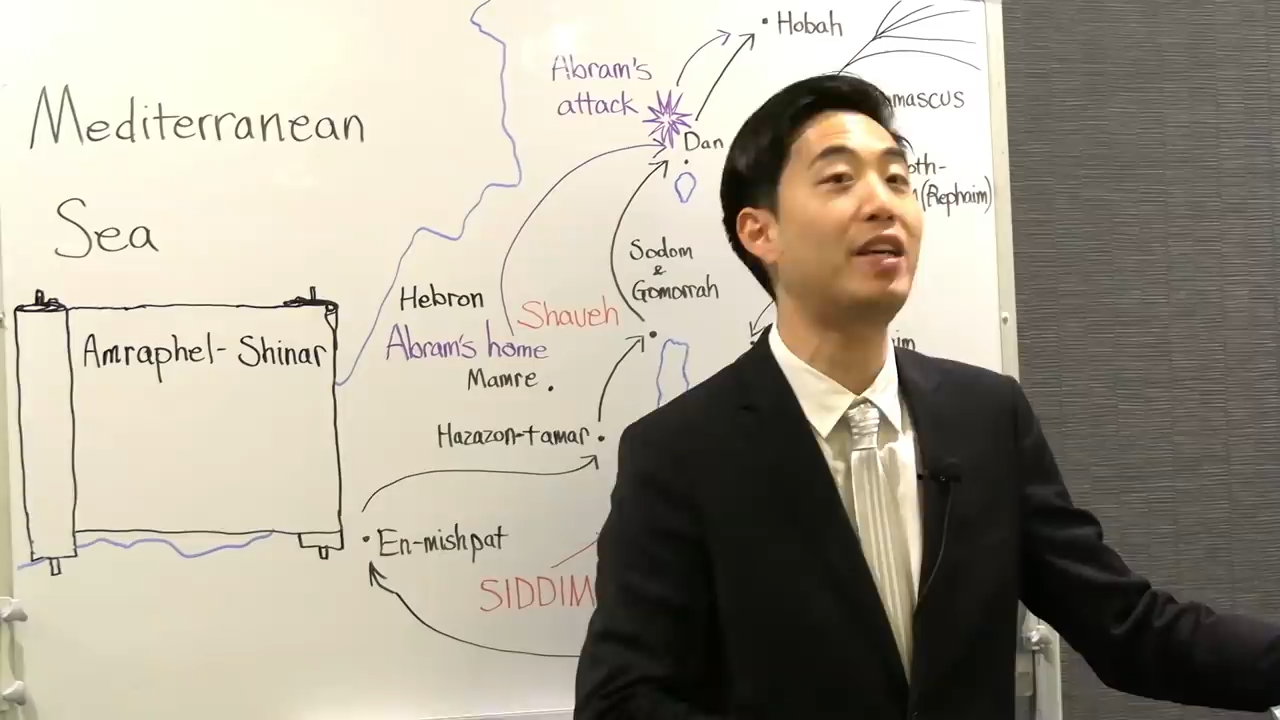 Hobah
Abram's
attack
Mediterranean
Dan
Sea
(Rephaim)
Sodom
&
Gomorrah
Hebron
Shaveh
Abram's home
Amraphel-Shinar
Mamre
Hazazon-tamar
En-mishpat
SIDDIM